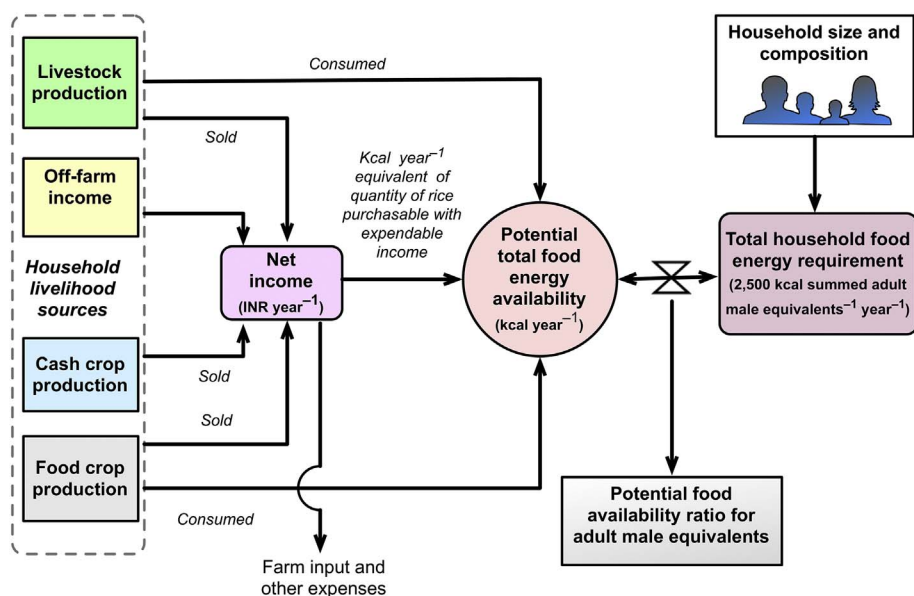 Livestock
production
Off-farm
income
Household
livelihood
sources
Cash crop
production
Food crop
production
Consumed
Sold
Kcal year⁻¹
equivalent of
quantity of rice
purchasable with
expendable
income
Net
income
(INR year⁻¹)
Sold
Sold
Consumed
Farm input and
other expenses
Potential
total food
energy
availability
(kcal year⁻¹)
Household size and
composition
Total household food
energy requirement
(2,500 kcal summed adult
male equivalents⁻¹ year⁻¹)
Potential food
availability ratio for
adult male equivalents